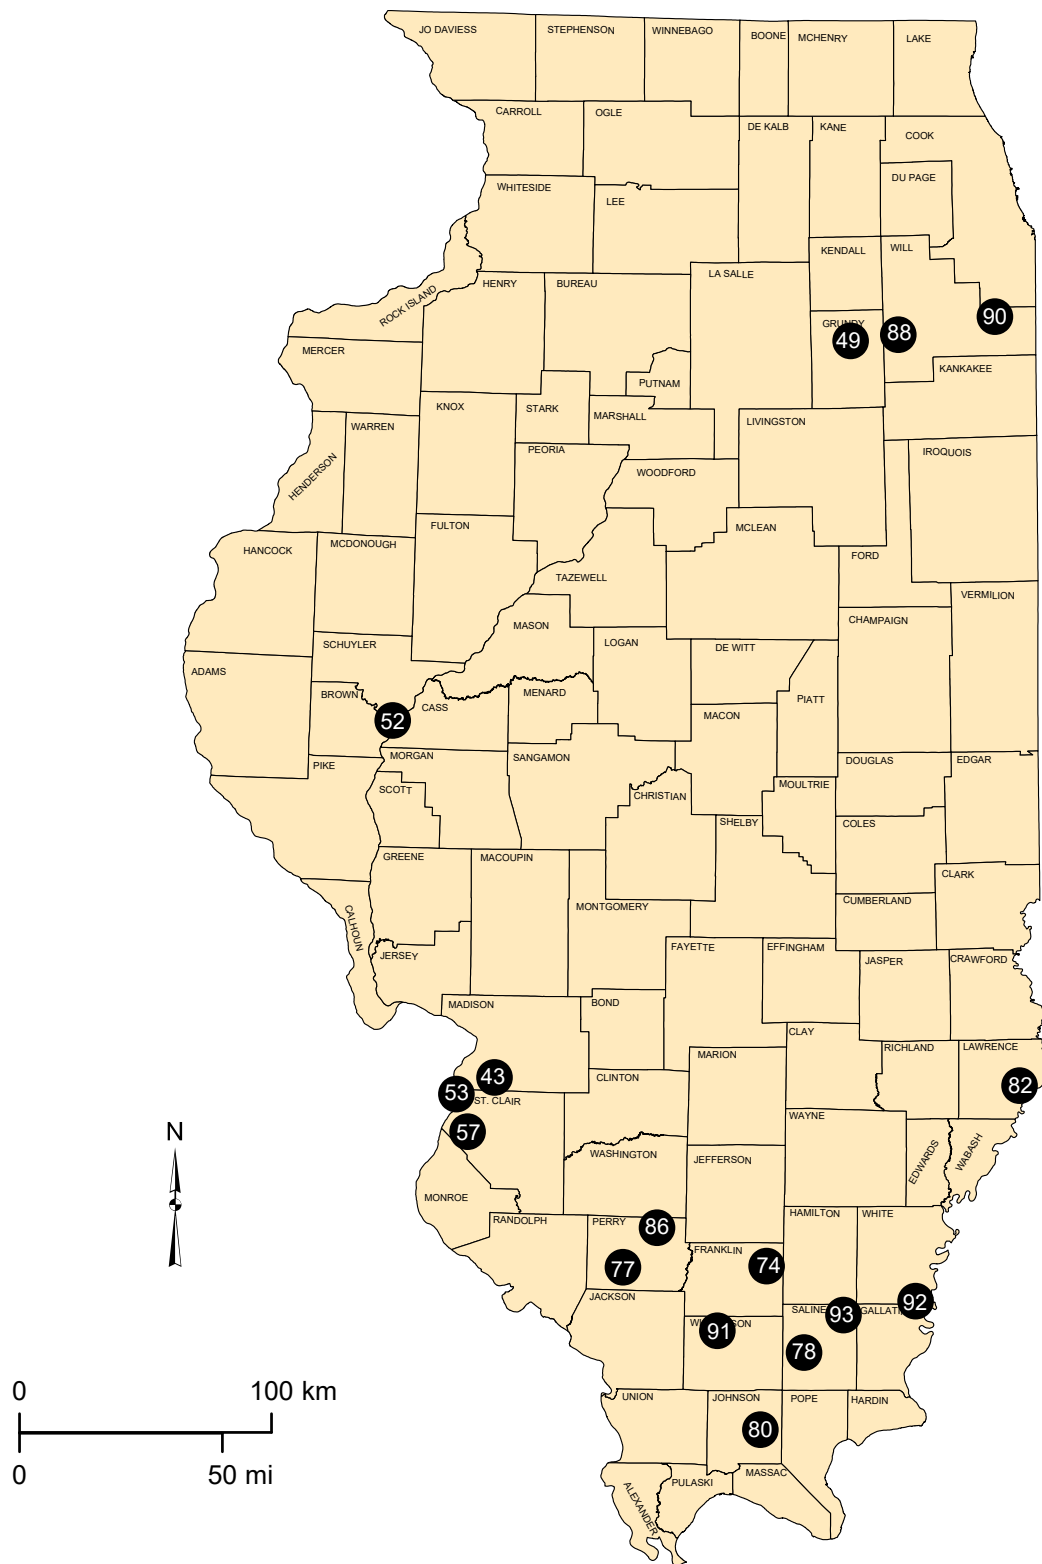 JO DAVIESS
STEPHENSON
WINNEBAGO
BOONE
MCHENRY
LAKE
CARROLL
OGLE
DE KALB
KANE
COOK
DU PAGE
WHITESIDE
LEE
KENDALL
WILL
LA SALLE
ROCK ISLAND
HENRY
BUREAU
GRUNDY
49
88
90
MERCER
PUTNAM
KANKAKEE
KNOX
STARK
MARSHALL
LIVINGSTON
WARREN
HENDERSON
PEORIA
IROQUOIS
WOODFORD
FULTON
MCLEAN
HANCOCK
MCDONOUGH
FORD
TAZEWELL
VERMILION
MASON
CHAMPAIGN
SCHUYLER
LOGAN
DE WITT
ADAMS
BROWN
52
CASS
MENARD
PIATT
MACON
PIKE
MORGAN
SANGAMON
DOUGLAS
EDGAR
SCOTT
CHRISTIAN
MOULTRIE
SHELBY
COLES
GREENE
MACOUPIN
CLARK
CALHOUN
MONTGOMERY
CUMBERLAND
JERSEY
FAYETTE
EFFINGHAM
JASPER
CRAWFORD
MADISON
BOND
CLAY
43
53
ST. CLAIR
57
CLINTON
MARION
RICHLAND
LAWRENCE
82
WAYNE
N
WASHINGTON
JEFFERSON
EDWARDS
WABASH
MONROE
RANDOLPH
PERRY
86
77
HAMILTON
WHITE
FRANKLIN
74
JACKSON
91
SALINE
93
92
78
0
100 km
0
50 mi
UNION
JOHNSON
POPE
HARDIN
80
ALEXANDER
PULASKI
MASSAC